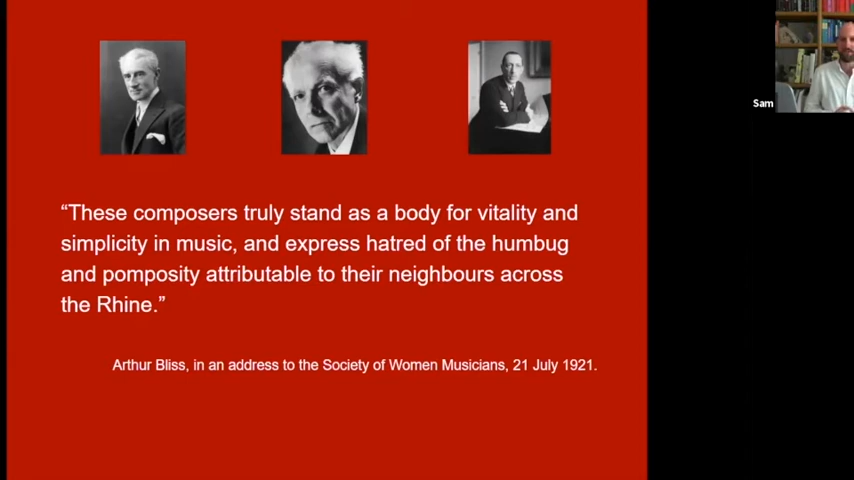 Sam
“These composers truly stand as a body for vitality and
simplicity in music, and express hatred of the humbug
and pomposity attributable to their neighbours across
the Rhine.”
Arthur Bliss, in an address to the Society of Women Musicians, 21 July 1921.